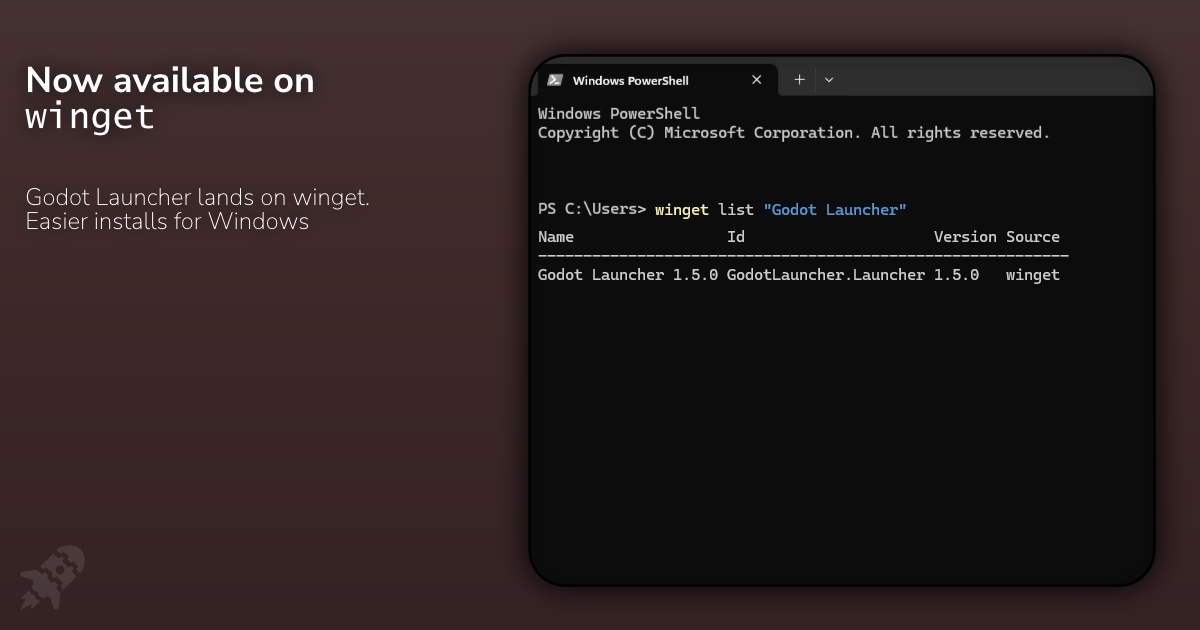 Now available on
winget
Godot Launcher lands on winget.
Easier installs for Windows
Windows PowerShell
Windows PowerShell
Copyright (C) Microsoft Corporation. All rights reserved.
PS C:\Users> winget list "Godot Launcher"
Name Id Version Source
-----------------------------------------------------------
Godot Launcher 1.5.0 GodotLauncher.Launcher 1.5.0 winget